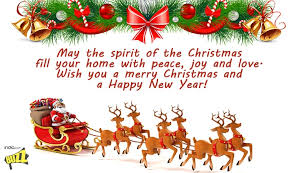 May the spirit of the Christmas
fill your home with peace, joy and love.
Wish you a merry Christmas and
a Happy New Year!
BUZZ